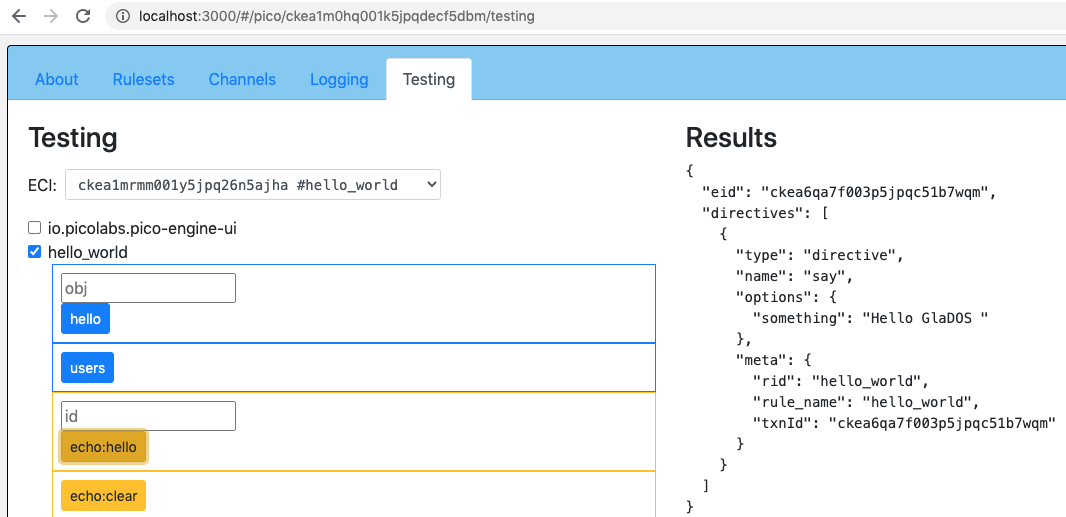 localhost:3000/#/pico/ckea1m0hq001k5jpqdecf5dbm/testing
About Rulesets Channels Logging Testing
Testing
ECI: ckea1mrmm001y5jpq26n5ajha #hello_world
io.picolabs.pico-engine-ui
hello_world
obj
hello
users
id
echo:hello
echo:clear
Results
{
  "eid": "ckea6qa7f003p5jpqc51b7wqm",
  "directives": [
    {
      "type": "directive",
      "name": "say",
      "options": {
        "something": "Hello GlaDOS "
      },
      "meta": {
        "rid": "hello_world",
        "rule_name": "hello_world",
        "txnId": "ckea6qa7f003p5jpqc51b7wqm"
      }
    }
  ]
}